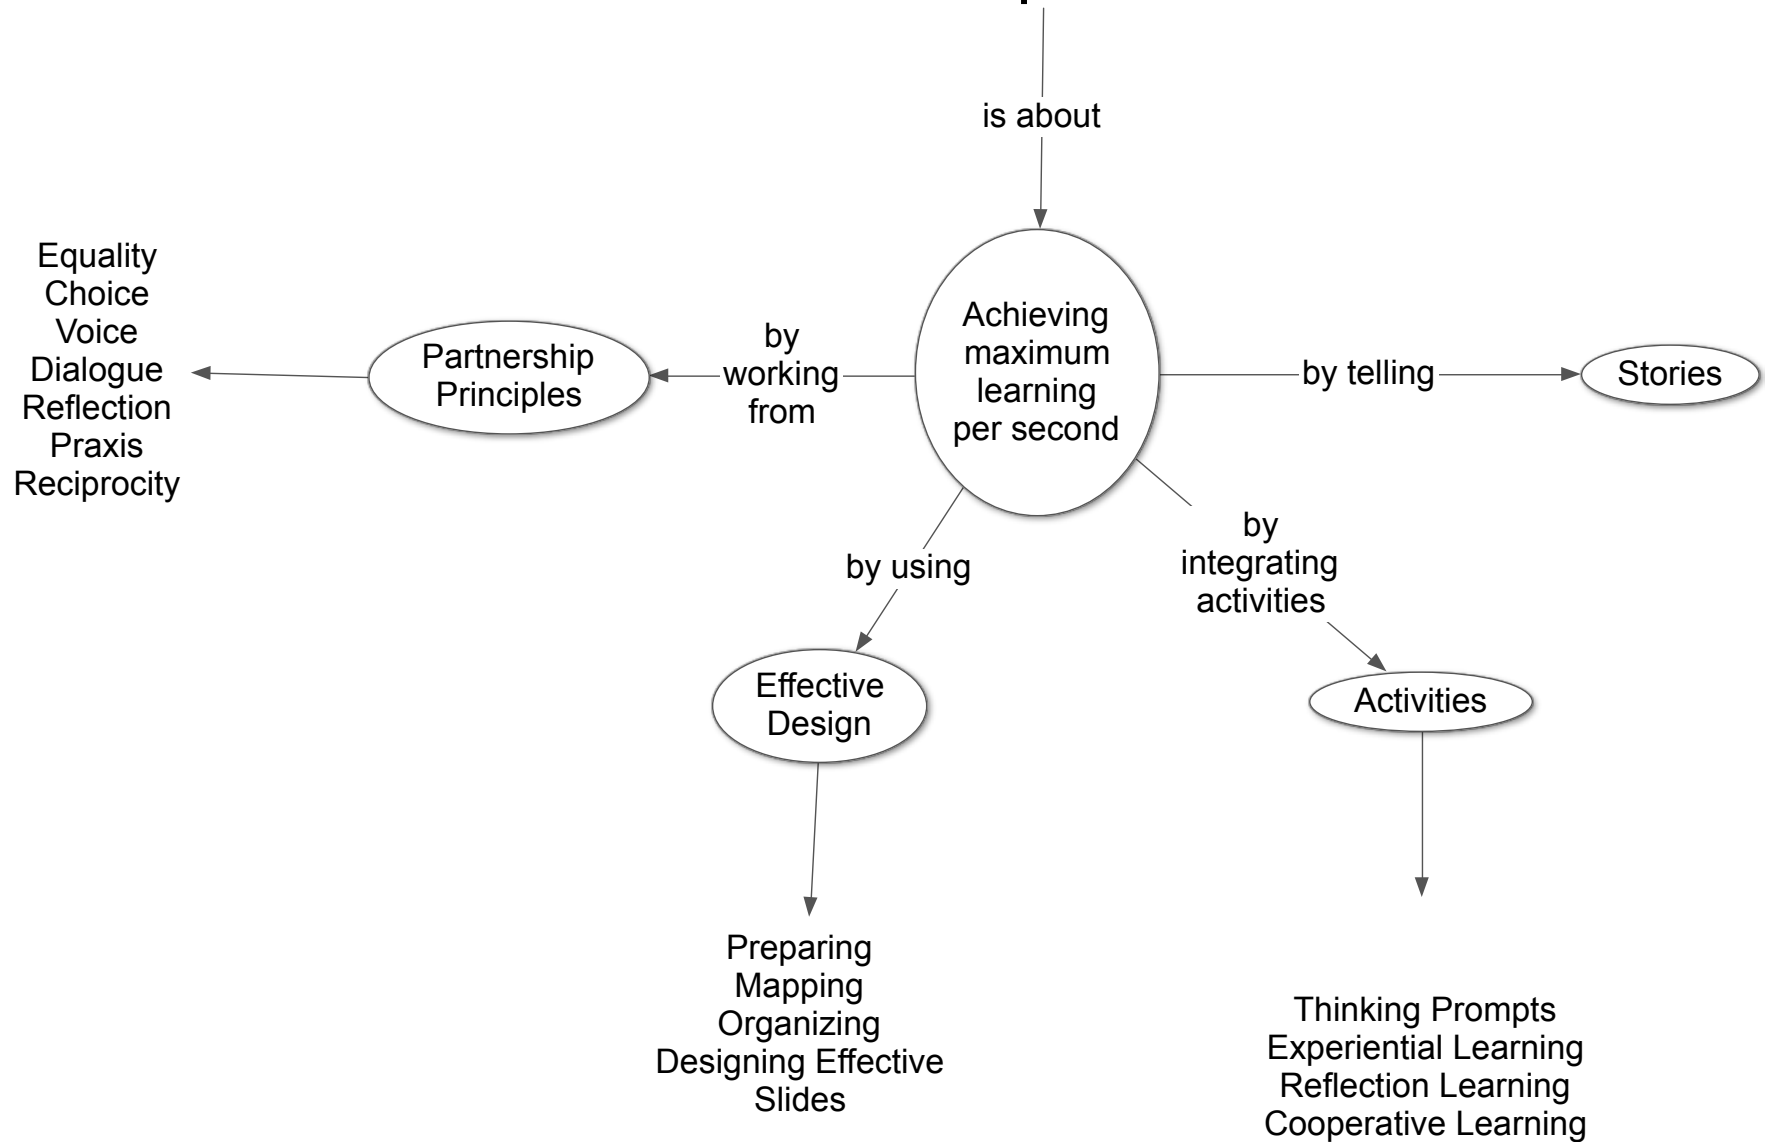 is about
Equality
Choice
Voice
Dialogue
Reflection
Praxis
Reciprocity
Partnership
Principles
by
working
from
Achieving
maximum
learning
per second
by telling
Stories
by using
by
integrating
activities
Effective
Design
Activities
Preparing
Mapping
Organizing
Designing Effective
Slides
Thinking Prompts
Experiential Learning
Reflection Learning
Cooperative Learning